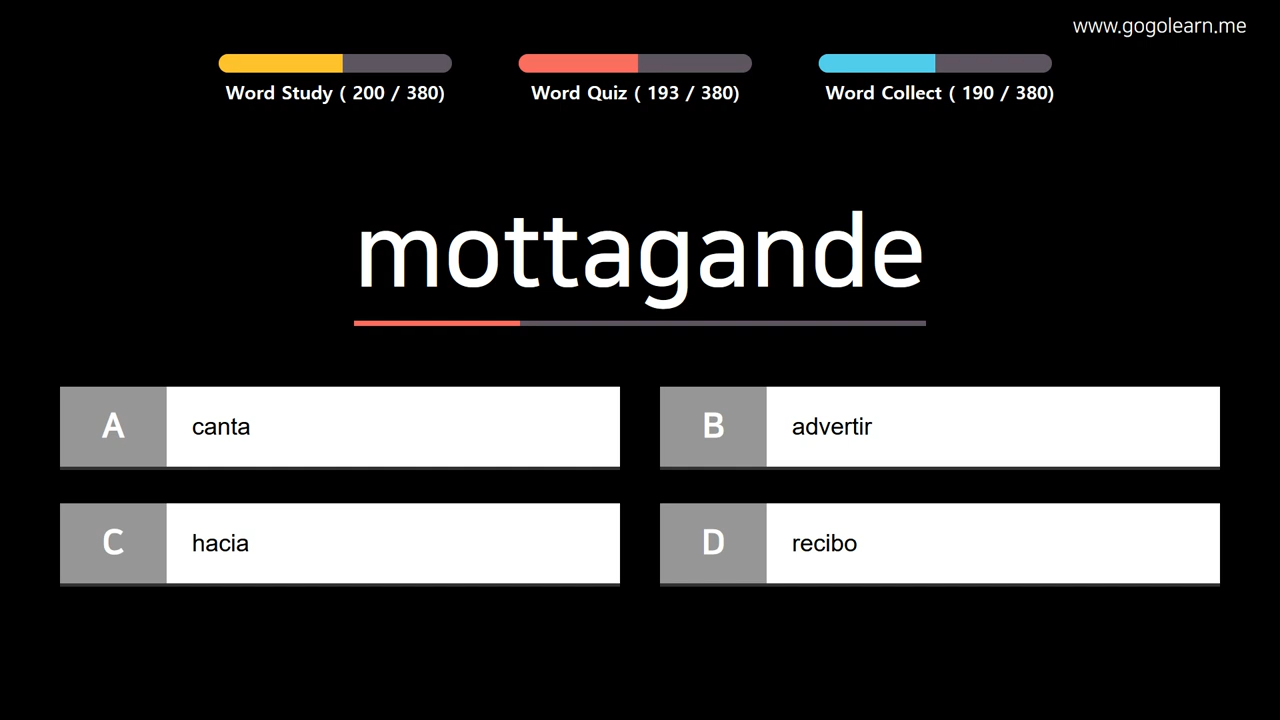 www.gogolearn.me
Word Study ( 200 / 380)
Word Quiz ( 193 / 380)
Word Collect ( 190 / 380)
mottagande
A canta
B advertir
C hacia
D recibo